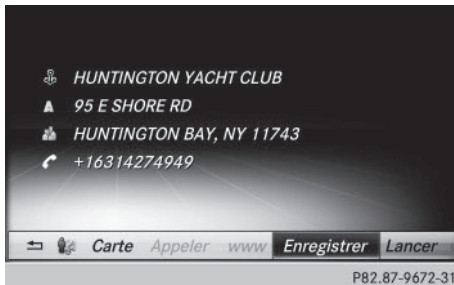 HUNTINGTON YACHT CLUB
A 95 E SHORE RD
HUNTINGTON BAY, NY 11743
+16314274949
Carte Appeler www Enregistrer Lancer
P82.87-9672-31